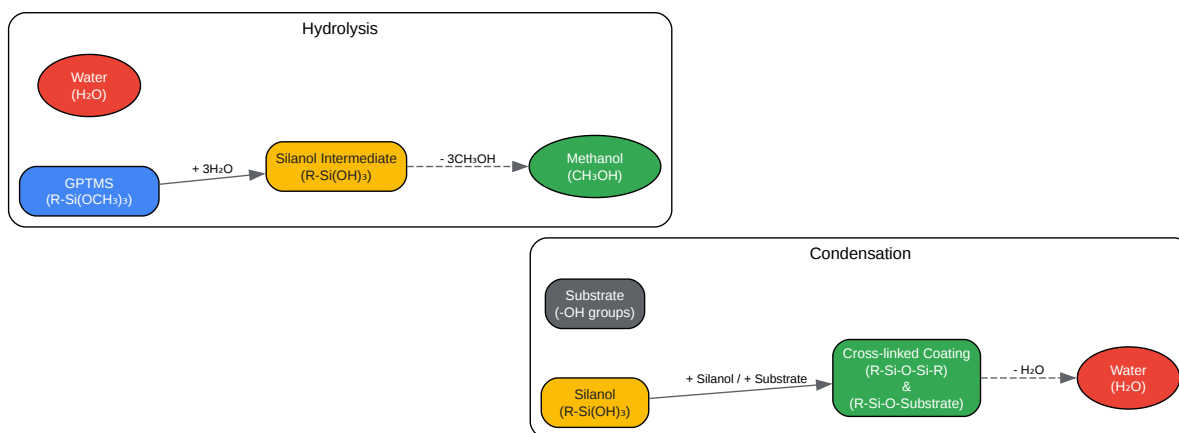 Hydrolysis
Water
(H₂O)
GPTMS
(R-Si(OCH₃)₃)
+ 3H₂O
Silanol Intermediate
(R-Si(OH)₃)
- 3CH₃OH
Methanol
(CH₃OH)
Condensation
Substrate
(-OH groups)
Silanol
(R-Si(OH)₃)
+ Silanol / + Substrate
Cross-linked Coating
(R-Si-O-Si-R)
&
(R-Si-O-Substrate)
- H₂O
Water
(H₂O)